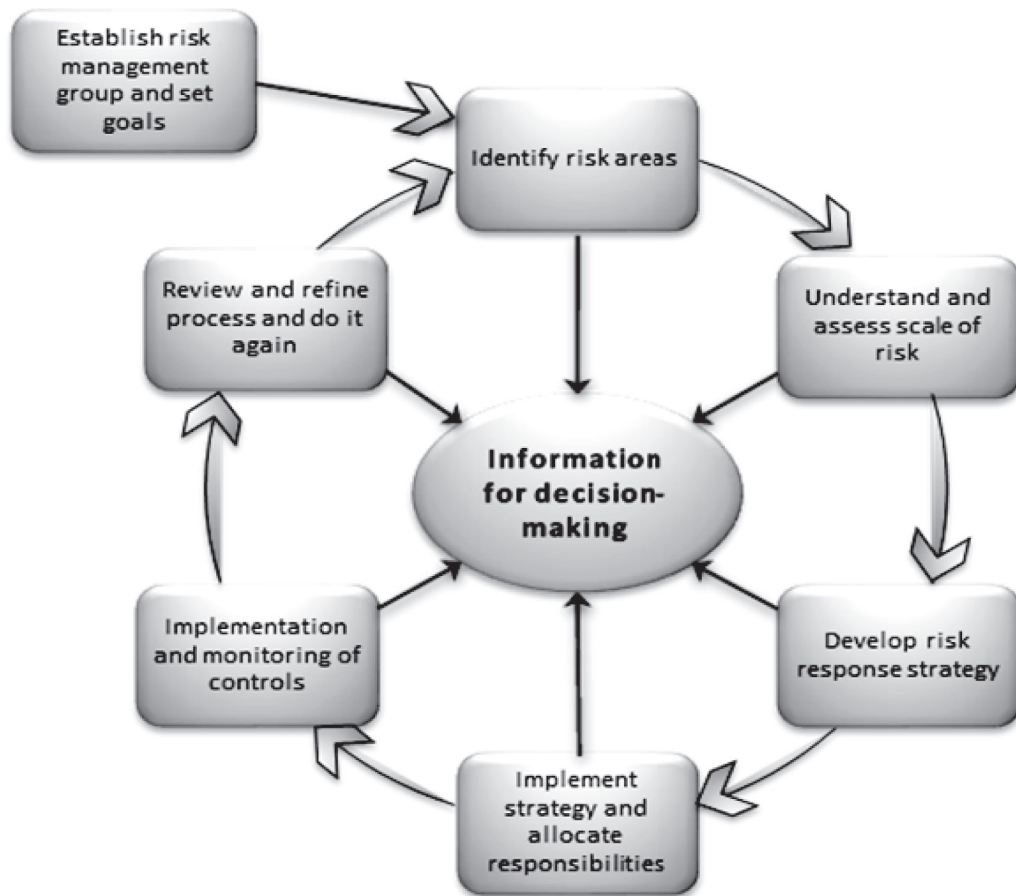 Establish risk
management
group and set
goals
Identify risk areas
Understand and
assess scale of
risk
Develop risk
response strategy
Implement
strategy and
allocate
responsibilities
Implementation
and monitoring of
controls
Review and refine
process and do it
again
Information
for decision-
making